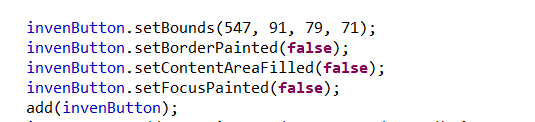 invenButton.setBounds(547, 91, 79, 71);
invenButton.setBorderPainted(false);
invenButton.setContentAreaFilled(false);
invenButton.setFocusPainted(false);
add(invenButton);